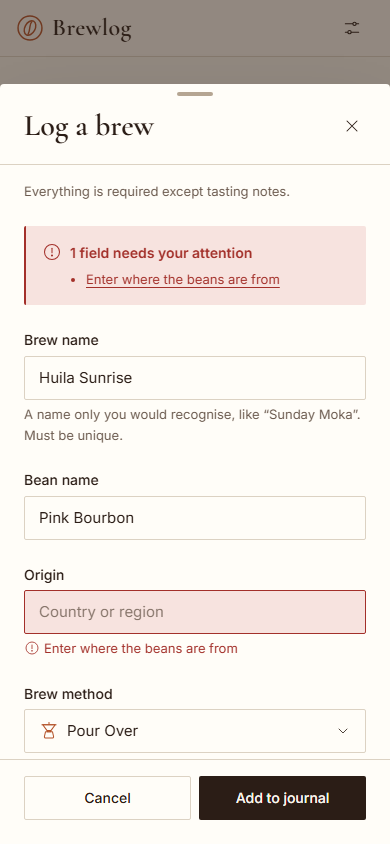 Brewlog
Log a brew
Everything is required except tasting notes.
1 field needs your attention
• Enter where the beans are from
Brew name
Huila Sunrise
A name only you would recognise, like “Sunday Moka”.
Must be unique.
Bean name
Pink Bourbon
Origin
Country or region
Enter where the beans are from
Brew method
Pour Over
Cancel
Add to journal